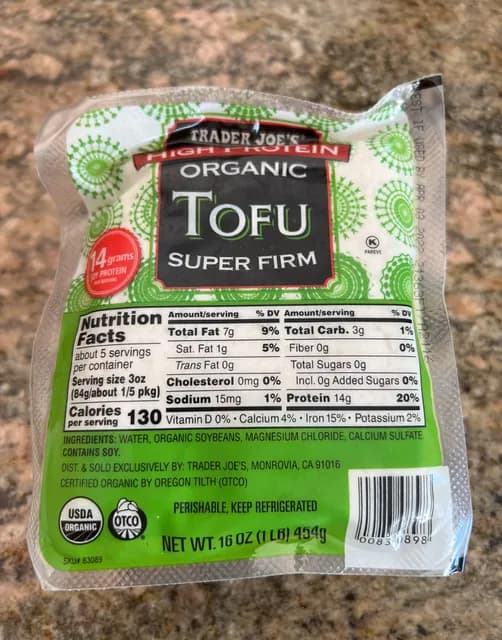 TRADER JOE'S
HIGH PROTEIN
ORGANIC
TOFU
SUPER FIRM
14 grams
SOY PROTEIN
PER SERVING
K
PAREVE
Nutrition Facts
about 5 servings
per container
Serving size 3oz
(84g/about 1/5 pkg)
Calories 130
per serving
Amount/serving % DV
Total Fat 7g 9%
Sat. Fat 1g 5%
Trans Fat 0g
Cholesterol 0mg 0%
Sodium 15mg 1%
Amount/serving % DV
Total Carb. 3g 1%
Fiber 0g 0%
Total Sugars 0g
Incl. 0g Added Sugars 0%
Protein 14g 20%
Vitamin D 0% • Calcium 4% • Iron 15% • Potassium 2%
INGREDIENTS: WATER, ORGANIC SOYBEANS, MAGNESIUM CHLORIDE, CALCIUM SULFATE.
CONTAINS SOY.
DIST. & SOLD EXCLUSIVELY BY: TRADER JOE'S, MONROVIA, CA 91016
CERTIFIED ORGANIC BY OREGON TILTH (OTCO)
USDA
ORGANIC
OTCO
PERISHABLE, KEEP REFRIGERATED
NET WT. 16 OZ (1 LB) 454g
SKU# 83089